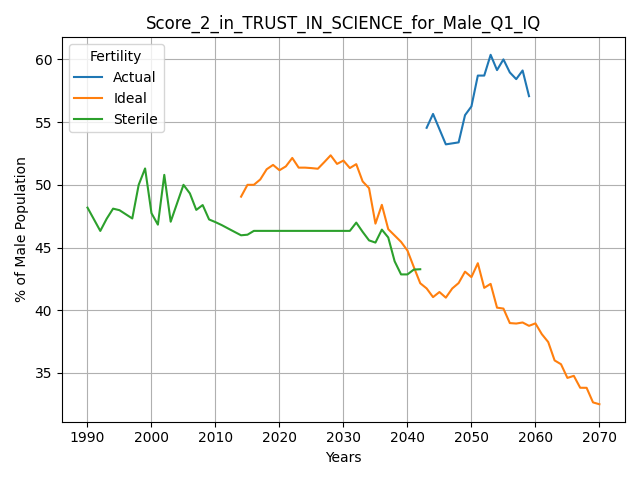 Score_2_in_TRUST_IN_SCIENCE_for_Male_Q1_IQ
Fertility
Actual
Ideal
Sterile
% of Male Population
60
55
50
45
40
35
1990 2000 2010 2020 2030 2040 2050 2060 2070
Years